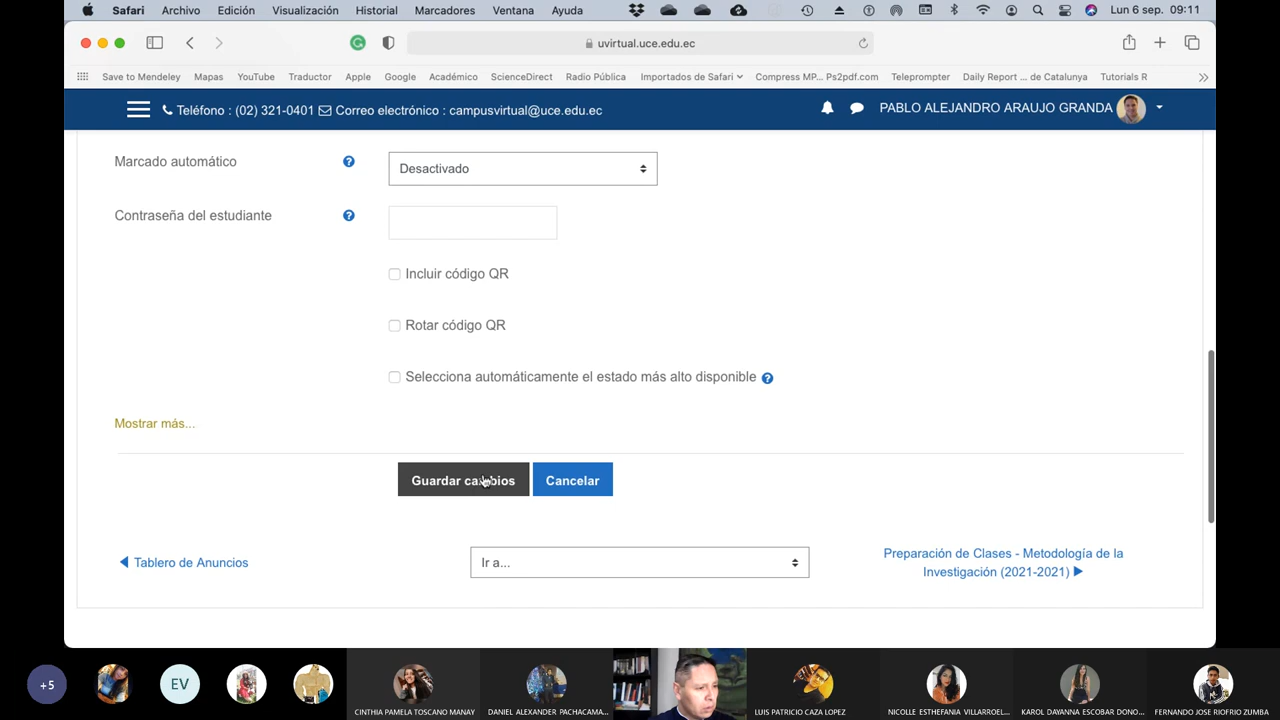 Safari Archivo Edición Visualización Historial Marcadores Ventana Ayuda Lun 6 sep. 09:11
uvirtual.uce.edu.ec
Save to Mendeley Mapas YouTube Traductor Apple Google Académico ScienceDirect Radio Pública Importados de Safari Compress MP... Ps2pdf.com Teleprompter Daily Report ... de Catalunya Tutorials R
Teléfono : (02) 321-0401 Correo electrónico : campusvirtual@uce.edu.ec PABLO ALEJANDRO ARAUJO GRANDA
Marcado automático ? Desactivado
Contraseña del estudiante ?
Incluir código QR
Rotar código QR
Selecciona automáticamente el estado más alto disponible ?
Mostrar más...
Guardar cambios Cancelar
Tablero de Anuncios Ir a... Preparación de Clases - Metodología de la
Investigación (2021-2021)
+5 EV
CINTHIA PAMELA TOSCANO MANAY DANIEL ALEXANDER PACHACAMA... LUIS PATRICIO CAZA LOPEZ NICOLLE ESTHEFANIA VILLARROEL... KAROL DAYANNA ESCOBAR DONO... FERNANDO JOSE RIOFRIO ZUMBA